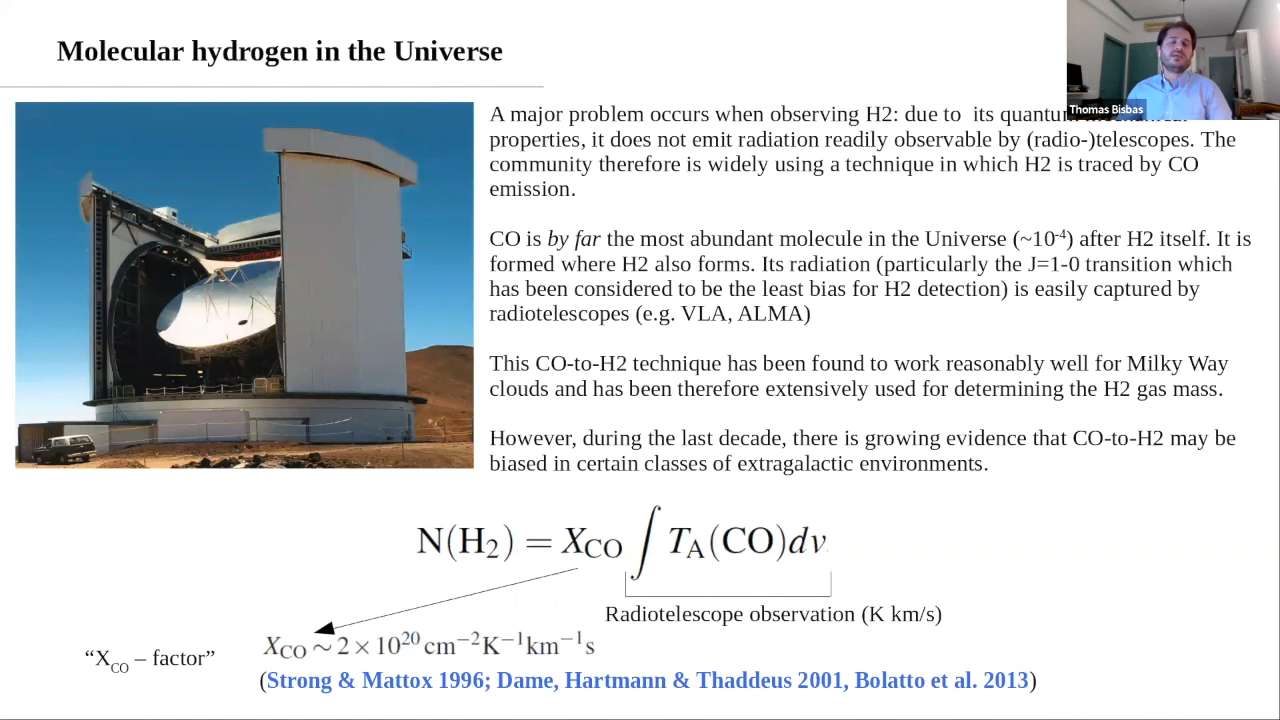 Molecular hydrogen in the Universe
Thomas Bisbas
A major problem occurs when observing H2: due to its quantum
properties, it does not emit radiation readily observable by (radio-)telescopes. The
community therefore is widely using a technique in which H2 is traced by CO
emission.
CO is by far the most abundant molecule in the Universe (~10⁻⁴) after H2 itself. It is
formed where H2 also forms. Its radiation (particularly the J=1-0 transition which
has been considered to be the least bias for H2 detection) is easily captured by
radiotelescopes (e.g. VLA, ALMA)
This CO-to-H2 technique has been found to work reasonably well for Milky Way
clouds and has been therefore extensively used for determining the H2 gas mass.
However, during the last decade, there is growing evidence that CO-to-H2 may be
biased in certain classes of extragalactic environments.
N(H₂) = X_CO ∫ T_A(CO)dv
Radiotelescope observation (K km/s)
“X_CO – factor” X_CO ~ 2 × 10²⁰ cm⁻²K⁻¹km⁻¹s
(Strong & Mattox 1996; Dame, Hartmann & Thaddeus 2001, Bolatto et al. 2013)